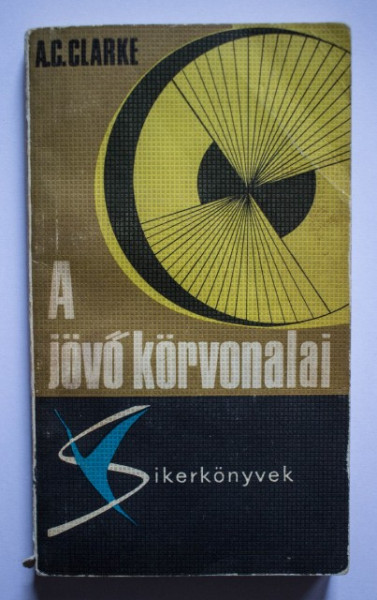 A.C.CLARKE
A
jövő körvonalai
Sikerkönyvek